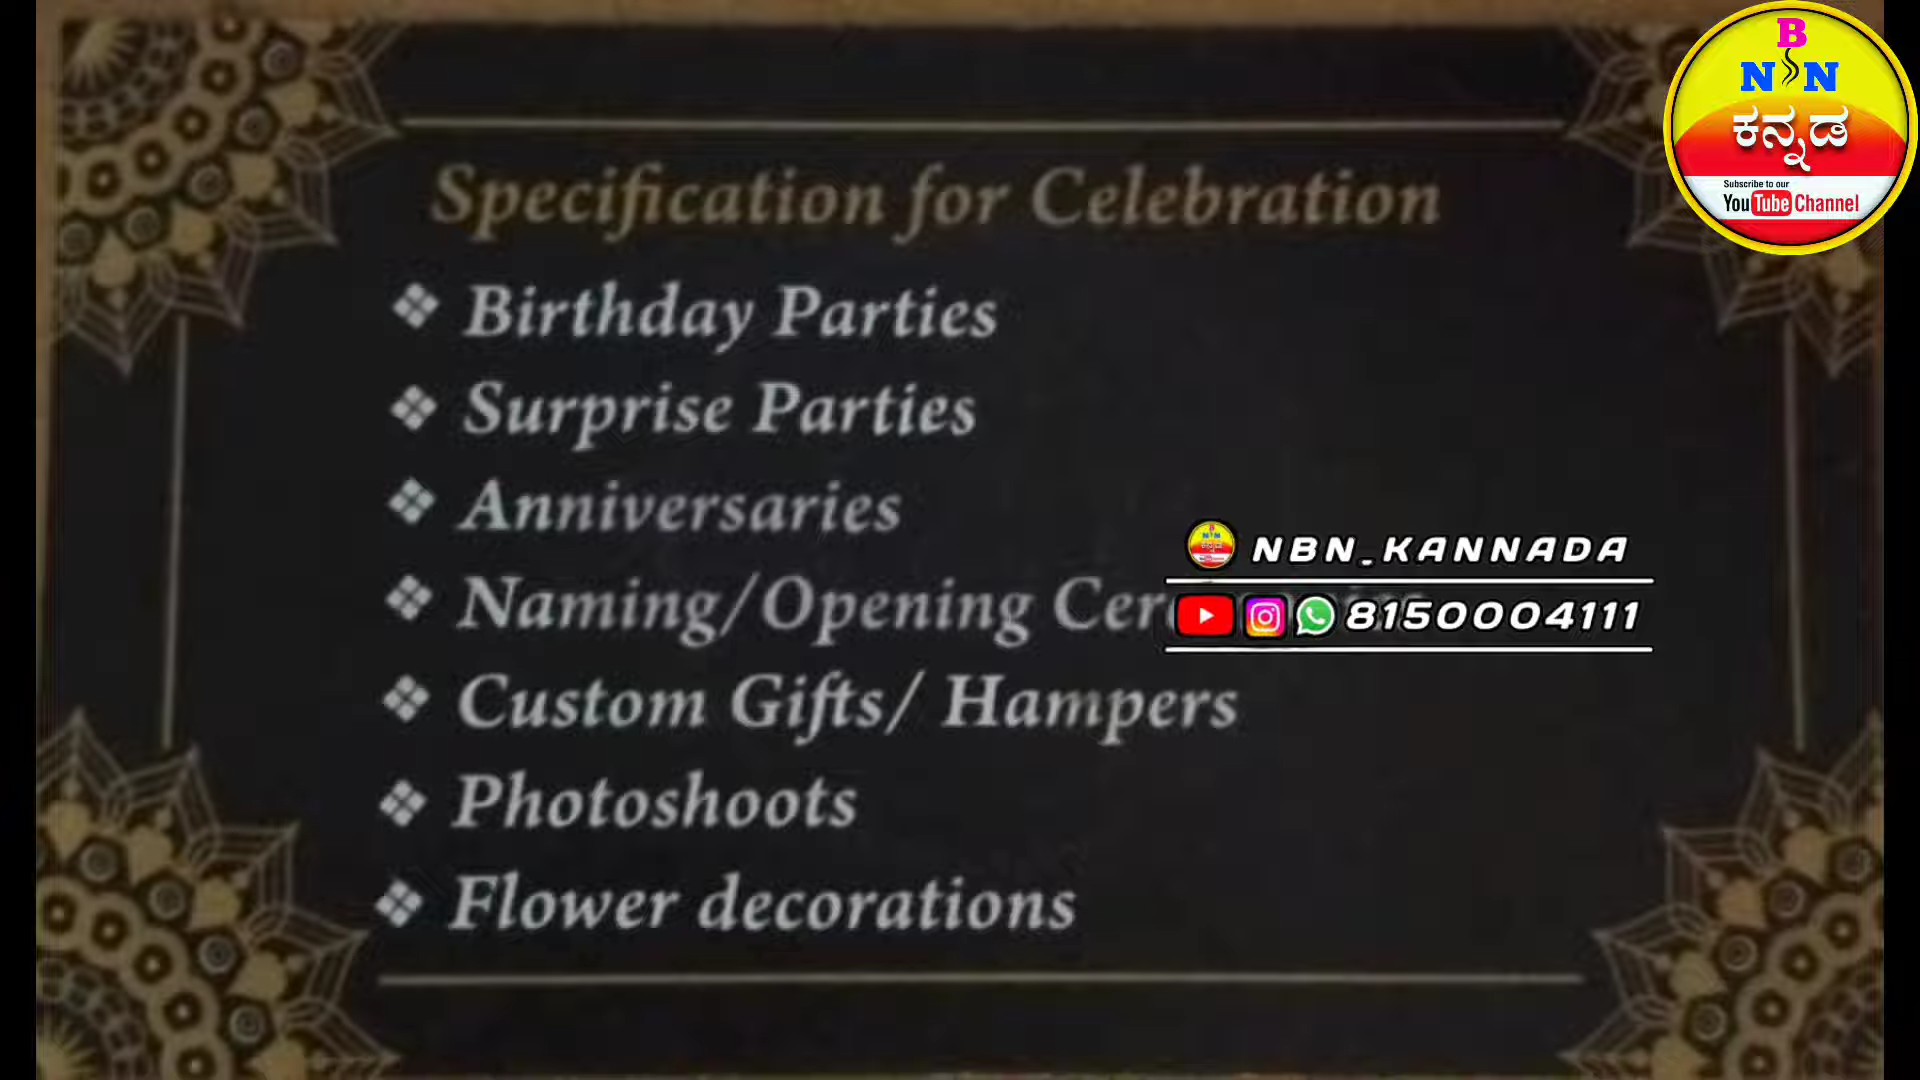 B
N N
ಕನ್ನಡ
Subscribe to our
YouTube Channel
Specification for Celebration
❖ Birthday Parties
❖ Surprise Parties
❖ Anniversaries
NBN_KANNADA
❖ Naming/Opening
8150004111
❖ Custom Gifts/ Hampers
❖ Photoshoots
❖ Flower decorations